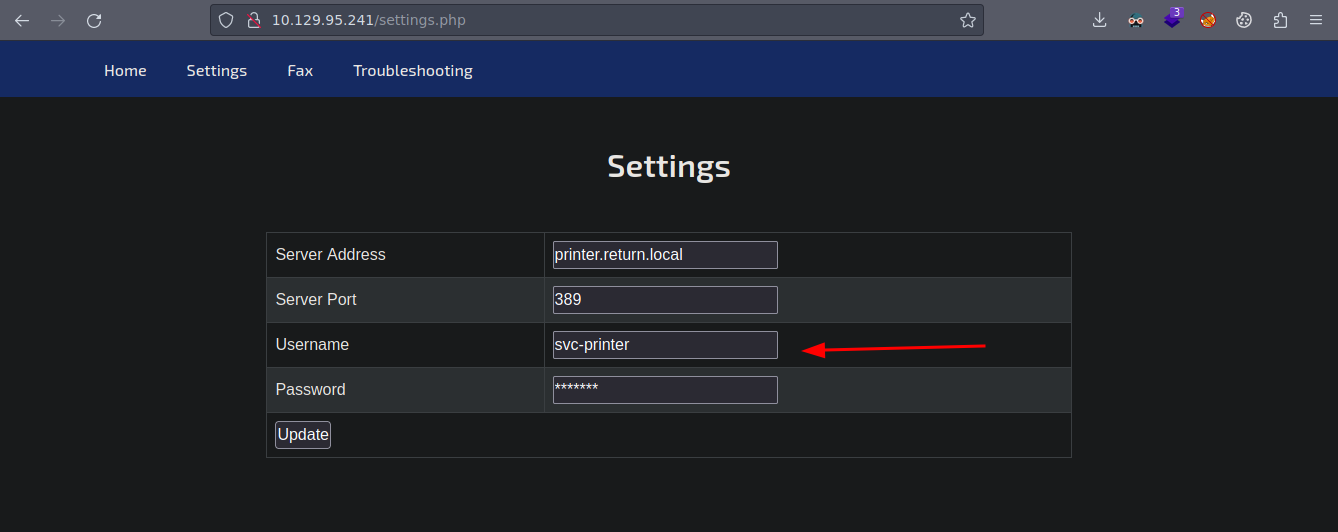 10.129.95.241/settings.php
3
Home Settings Fax Troubleshooting
Settings
Server Address printer.return.local
Server Port 389
Username svc-printer
Password *******
Update